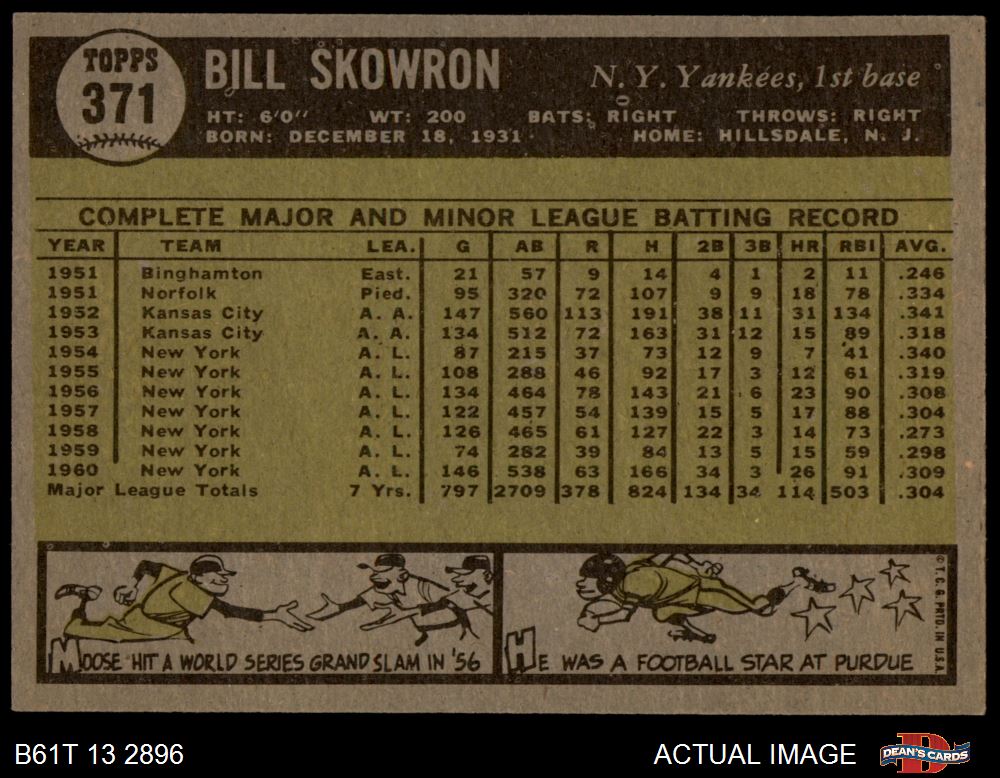 TOPPS
371
BILL SKOWRON
N. Y. Yankees, 1st base
HT: 6'0" WT: 200 BATS: RIGHT THROWS: RIGHT
BORN: DECEMBER 18, 1931 HOME: HILLSDALE, N. J.
COMPLETE MAJOR AND MINOR LEAGUE BATTING RECORD
YEAR TEAM LEA. G AB R H 2B 3B HR RBI AVG.
1951 Binghamton East. 21 57 9 14 4 1 2 11 .246
1951 Norfolk Pied. 95 320 72 107 9 9 18 78 .334
1952 Kansas City A. A. 147 560 113 191 38 11 31 134 .341
1953 Kansas City A. A. 134 512 72 163 31 12 15 89 .318
1954 New York A. L. 87 215 37 73 12 9 7 41 .340
1955 New York A. L. 108 288 46 92 17 3 12 61 .319
1956 New York A. L. 134 464 78 143 21 6 23 90 .308
1957 New York A. L. 122 457 54 139 15 5 17 88 .304
1958 New York A. L. 126 465 61 127 22 3 14 73 .273
1959 New York A. L. 74 282 39 84 13 5 15 59 .298
1960 New York A. L. 146 538 63 166 34 3 26 91 .309
Major League Totals 7 Yrs. 797 2709 378 824 134 34 114 503 .304
MOOSE HIT A WORLD SERIES GRAND SLAM IN '56
HE WAS A FOOTBALL STAR AT PURDUE
© T. C. G. PRTD. IN U.S.A.
B61T 13 2896
ACTUAL IMAGE
DEAN'S CARDS